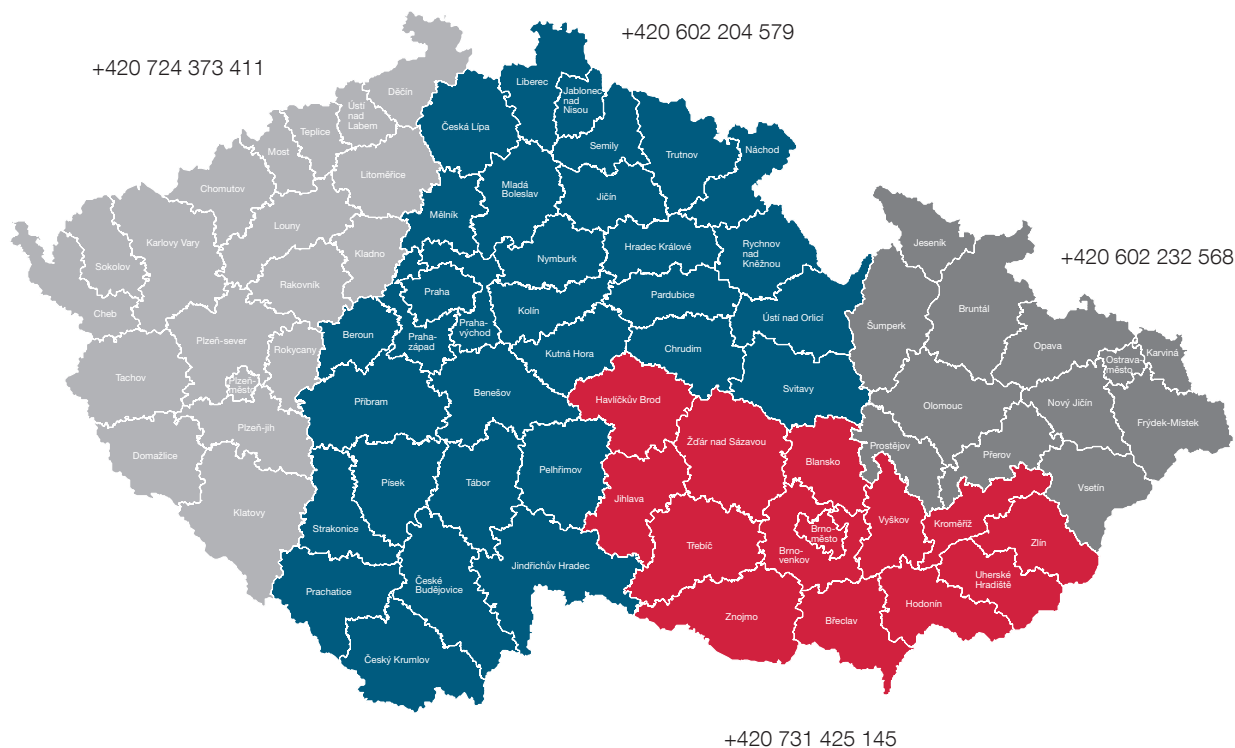 +420 602 204 579
+420 724 373 411
Děčín
Liberec
Jablonec
nad
Nisou
Ústí
nad
Labem
Teplice
Česká Lípa
Most
Semily
Trutnov
Náchod
Litoměřice
Chomutov
Mladá
Boleslav
Jičín
Mělník
Louny
Karlovy Vary
Hradec Králové
Rychnov
nad
Kněžnou
Jeseník
+420 602 232 568
Kladno
Nymburk
Sokolov
Rakovník
Praha
Pardubice
Kolín
Bruntál
Cheb
Ústí nad Orlicí
Šumperk
Beroun
Praha-
západ
Praha-
východ
Plzeň-sever
Rokycany
Opava
Karviná
Ostrava-
město
Kutná Hora
Chrudim
Tachov
Plzeň-
město
Svitavy
Benešov
Příbram
Havlíčkův Brod
Olomouc
Nový Jičín
Frýdek-Místek
Plzeň-jih
Žďár nad Sázavou
Prostějov
Přerov
Domažlice
Blansko
Pelhřimov
Písek
Tábor
Vsetín
Jihlava
Klatovy
Strakonice
Vyškov
Kroměříž
Brno-
město
Zlín
Třebíč
Brno-
venkov
Jindřichův Hradec
Uherské
Hradiště
České
Budějovice
Prachatice
Hodonín
Znojmo
Břeclav
Český Krumlov
+420 731 425 145